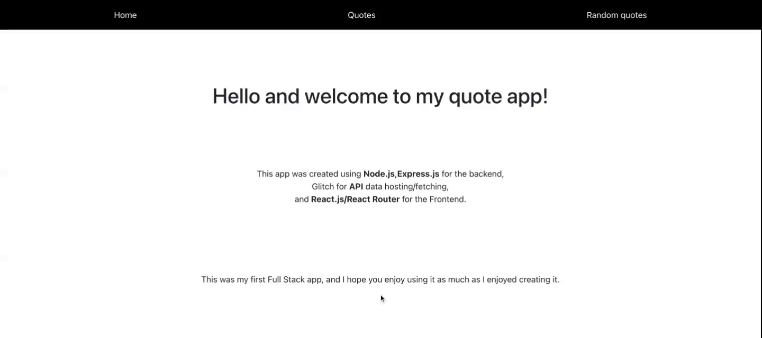 Home Quotes Random quotes
Hello and welcome to my quote app!
This app was created using Node.js,Express.js for the backend,
Glitch for API data hosting/fetching,
and React.js/React Router for the Frontend.
This was my first Full Stack app, and I hope you enjoy using it as much as I enjoyed creating it.